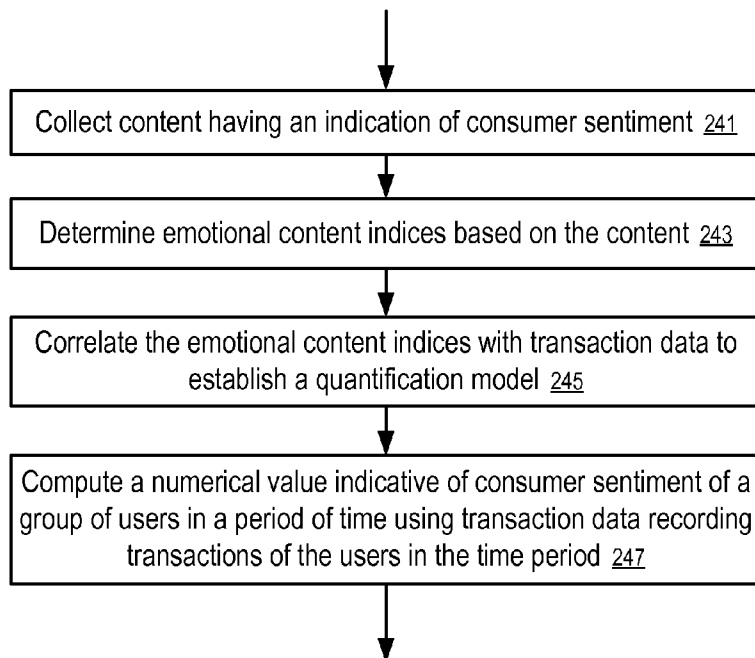 Collect content having an indication of consumer sentiment 241
Determine emotional content indices based on the content 243
Correlate the emotional content indices with transaction data to
establish a quantification model 245
Compute a numerical value indicative of consumer sentiment of a
group of users in a period of time using transaction data recording
transactions of the users in the time period 247